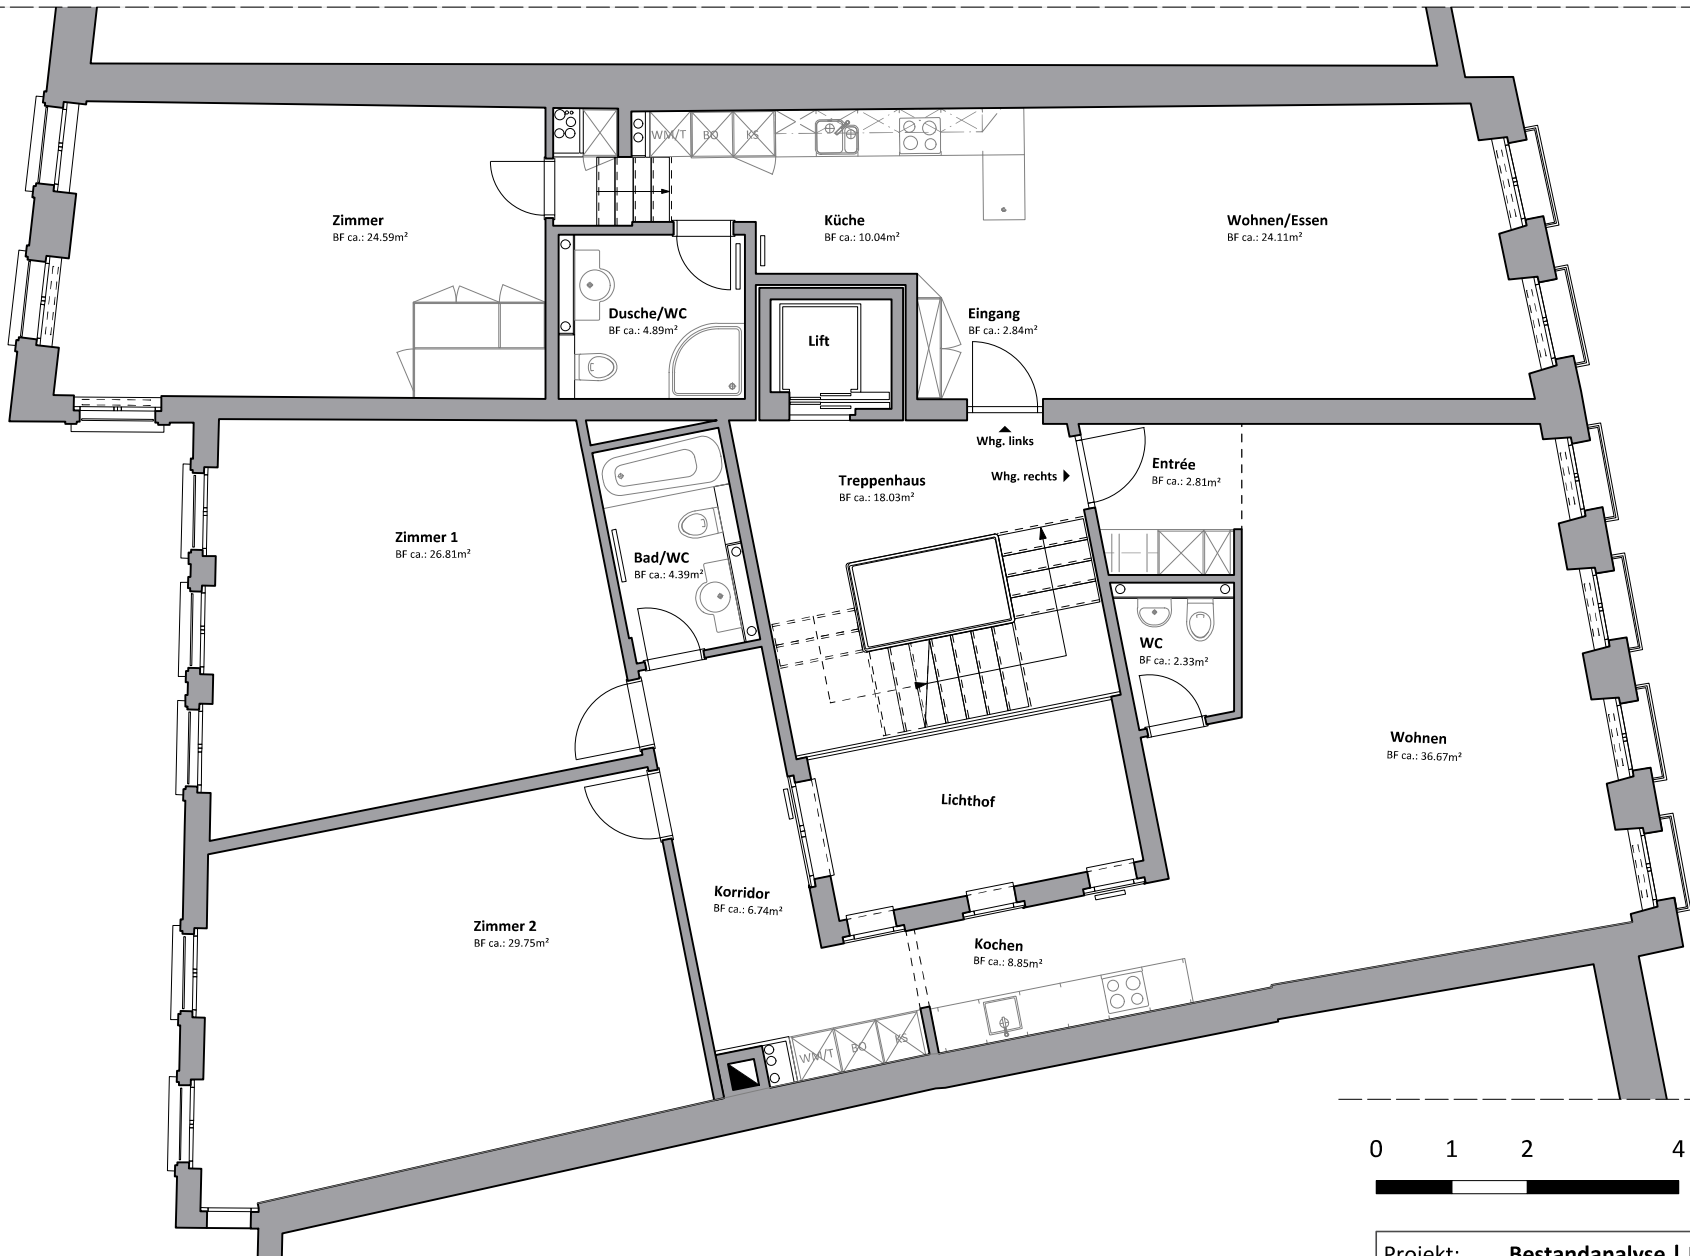 WM/T
BO
KS
Zimmer
BF ca.: 24.59m²
Küche
BF ca.: 10.04m²
Wohnen/Essen
BF ca.: 24.11m²
Dusche/WC
BF ca.: 4.89m²
Lift
Eingang
BF ca.: 2.84m²
Whg. links
Whg. rechts
Entrée
BF ca.: 2.81m²
Treppenhaus
BF ca.: 18.03m²
Zimmer 1
BF ca.: 26.81m²
Bad/WC
BF ca.: 4.39m²
WC
BF ca.: 2.33m²
Wohnen
BF ca.: 36.67m²
Lichthof
Korridor
BF ca.: 6.74m²
Zimmer 2
BF ca.: 29.75m²
Kochen
BF ca.: 8.85m²
WM/T
BO
KS
0 1 2 4
Projekt: Bestandanalyse |